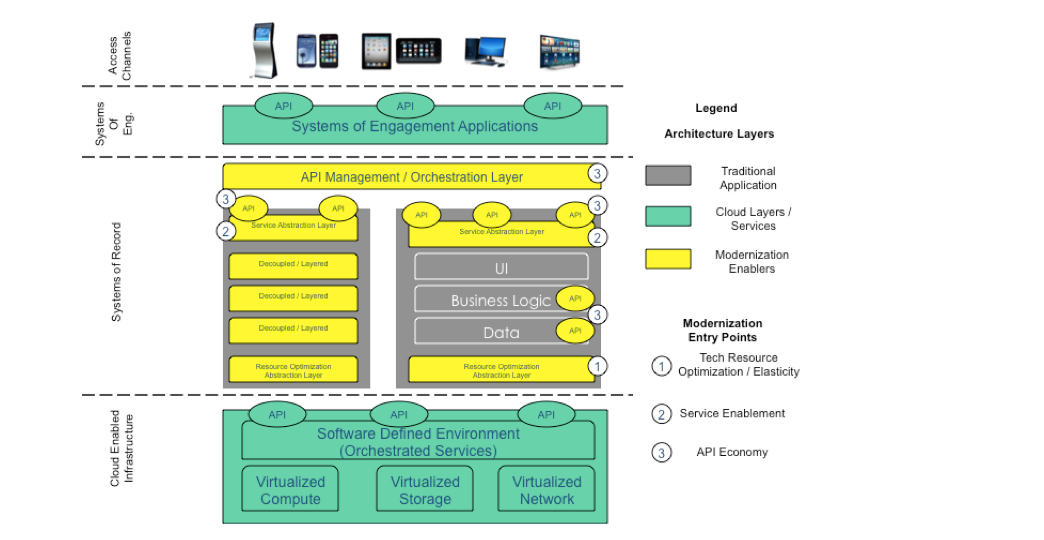 Access
Channels
API
API
API
Systems
Of
Eng.
Systems of Engagement Applications
Legend
Architecture Layers
Traditional
Application
Cloud Layers /
Services
Modernization
Enablers
API Management / Orchestration Layer
3
Systems of Record
3
API
API
Service Abstraction Layer
2
Decoupled / Layered
Decoupled / Layered
Decoupled / Layered
Resource Optimization
Abstraction Layer
API
API
API
3
Service Abstraction Layer
2
UI
Business Logic
API
3
Data
API
Resource Optimization
Abstraction Layer
1
Modernization
Entry Points
1
Tech Resource
Optimization / Elasticity
2
Service Enablement
3
API Economy
Cloud Enabled
Infrastructure
API
API
API
Software Defined Environment
(Orchestrated Services)
Virtualized
Compute
Virtualized
Storage
Virtualized
Network